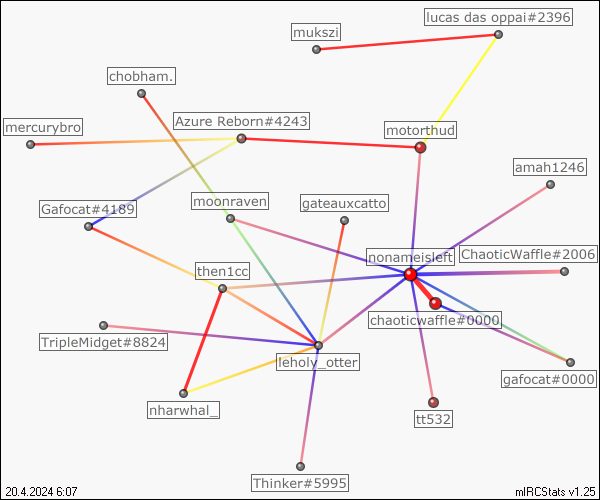 lucas das oppai#2396
mukszi
chobham.
Azure Reborn#4243
mercurybro
motorthud
amah1246
moonraven
gateauxcatto
Gafocat#4189
nonameisleft
ChaoticWaffle#2006
then1cc
chaoticwaffle#0000
TripleMidget#8824
leholy_otter
gafocat#0000
nharwhal_
tt532
Thinker#5995
20.4.2024 6:07
mIRCStats v1.25